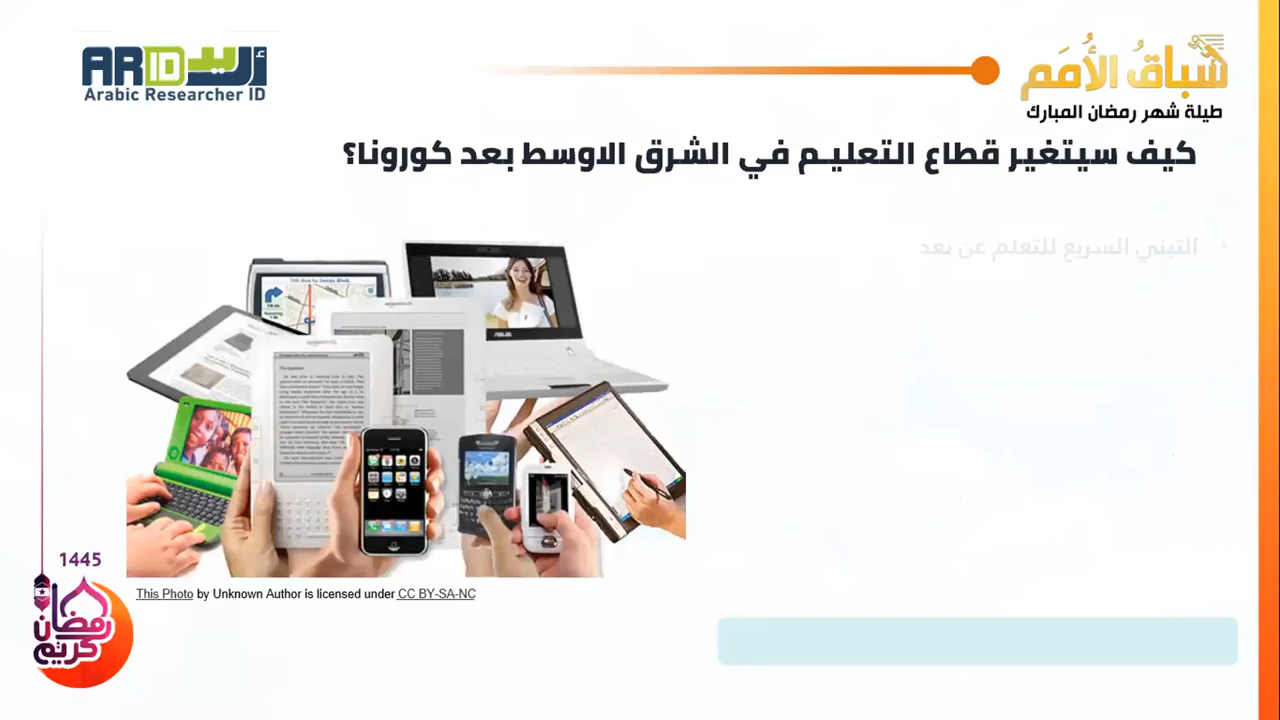 ARID أريد
Arabic Researcher ID
سباقُ الأُمَم
طيلة شهر رمضان المبارك
كيف سيتغير قطاع التعليم في الشرق الاوسط بعد كورونا؟
• التبني السريع للتعلم عن بعد
ASUS
This Photo by Unknown Author is licensed under CC BY-SA-NC
1445
رمضان
كريم